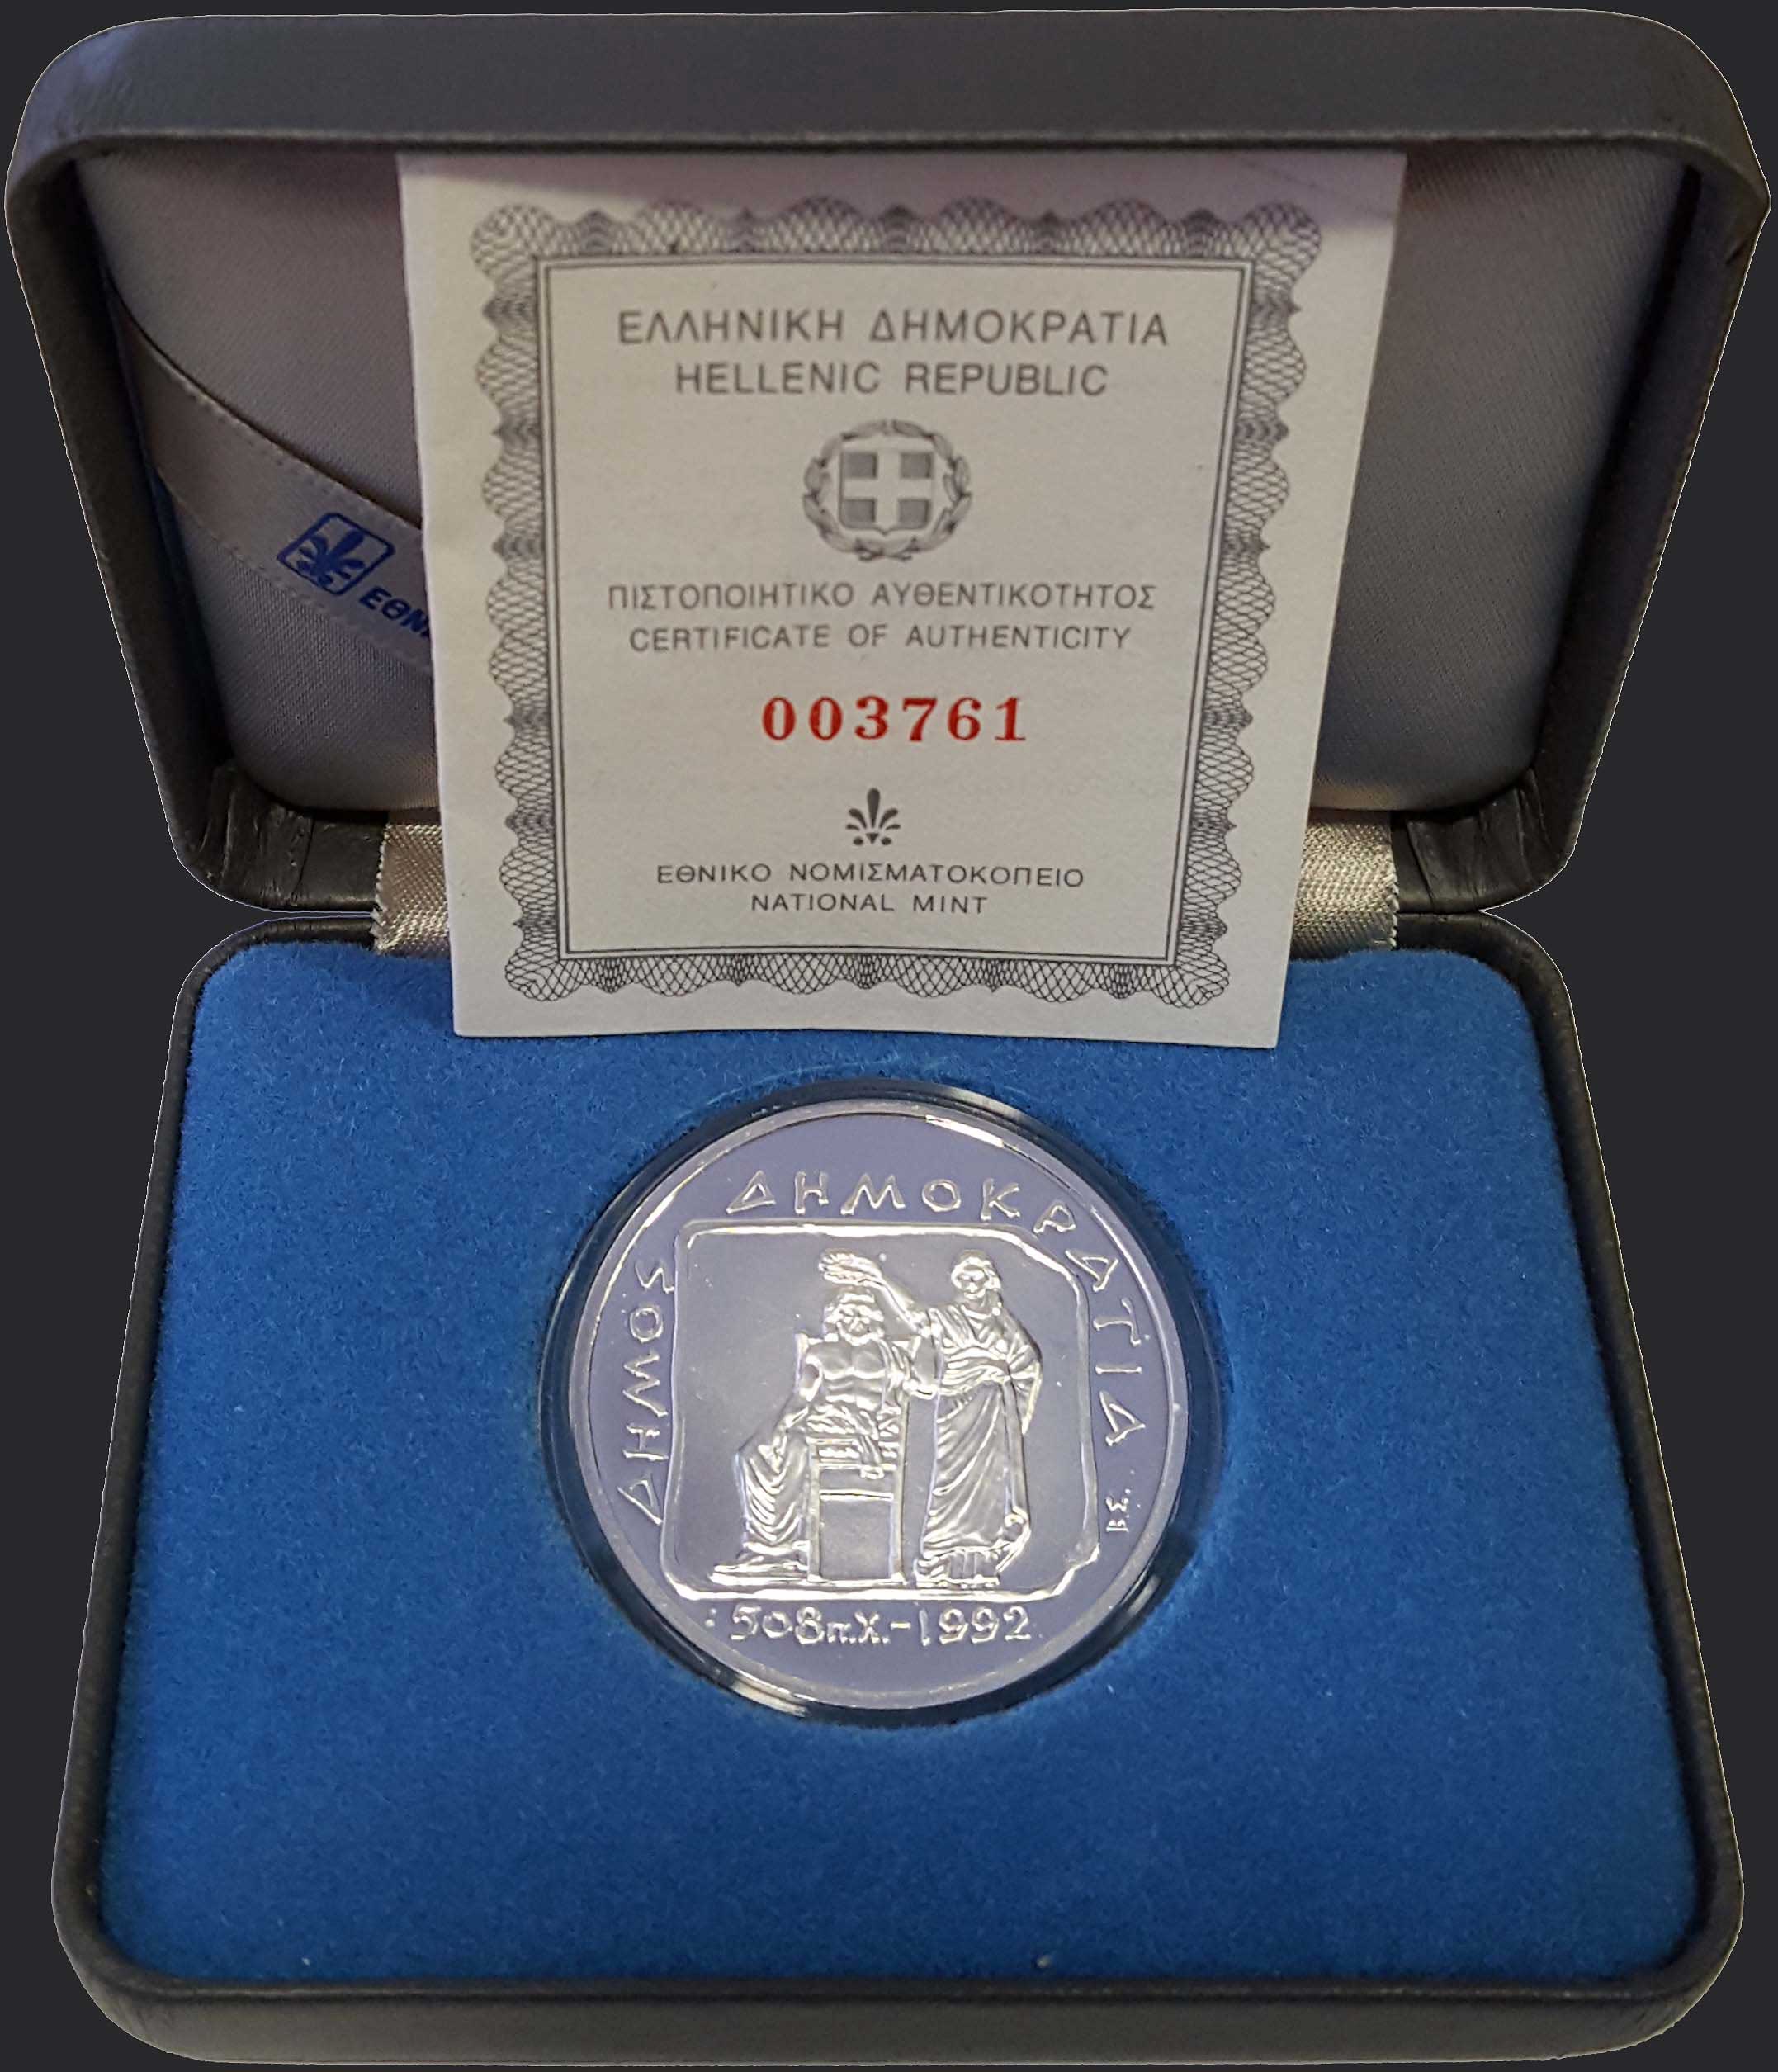 ΕΛΛΗΝΙΚΗ ΔΗΜΟΚΡΑΤΙΑ
HELLENIC REPUBLIC
ΠΙΣΤΟΠΟΙΗΤΙΚΟ ΑΥΘΕΝΤΙΚΟΤΗΤΟΣ
CERTIFICATE OF AUTHENTICITY
003761
ΕΘΝΙΚΟ ΝΟΜΙΣΜΑΤΟΚΟΠΕΙΟ
NATIONAL MINT
ΔΗΜΟΣ
ΔΗΜΟΚΡΑΤΙΑ
Β.Σ.
508π.Χ.-1992